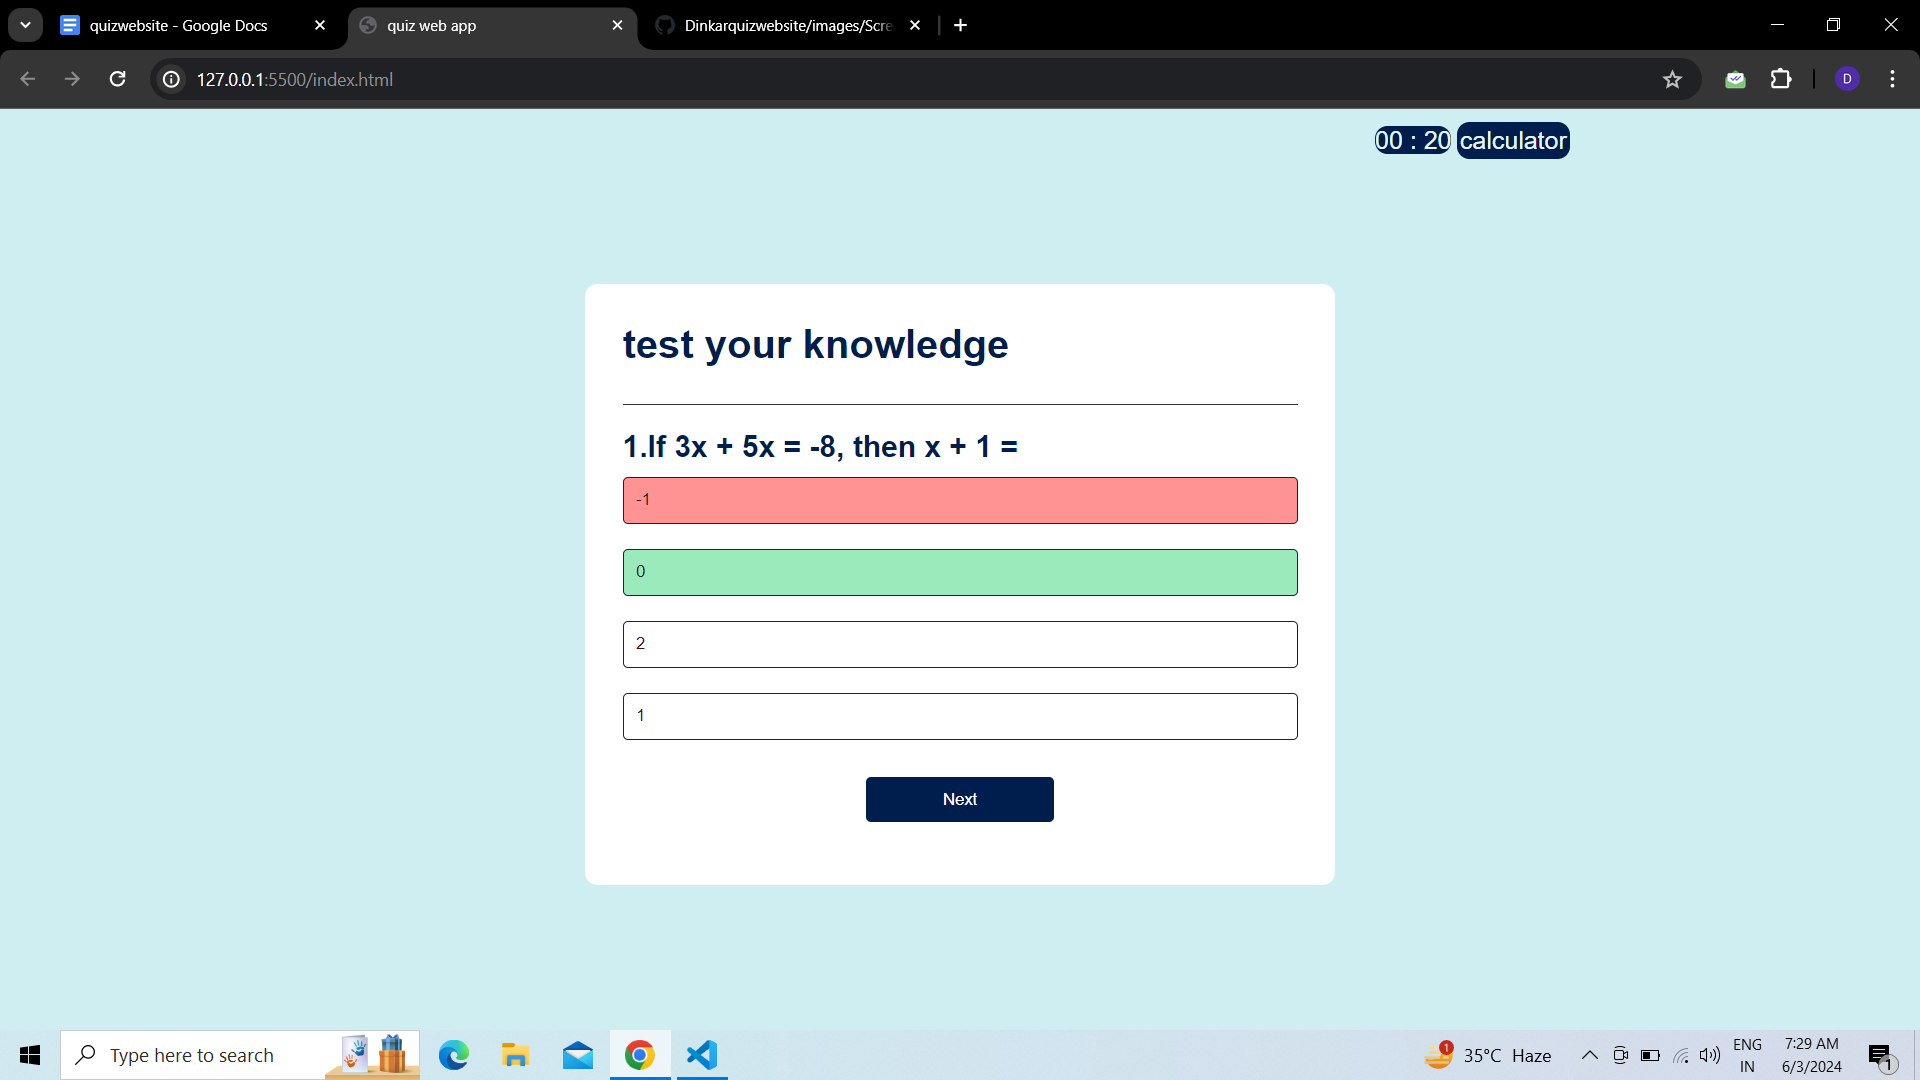 quizwebsite - Google Docs
quiz web app
Dinkarquizwebsite/images/Scre
127.0.0.1:5500/index.html
D
00 : 20 calculator
test your knowledge
1.If 3x + 5x = -8, then x + 1 =
-1
0
2
1
Next
Type here to search
1
35°C Haze
ENG
IN
7:29 AM
6/3/2024
1